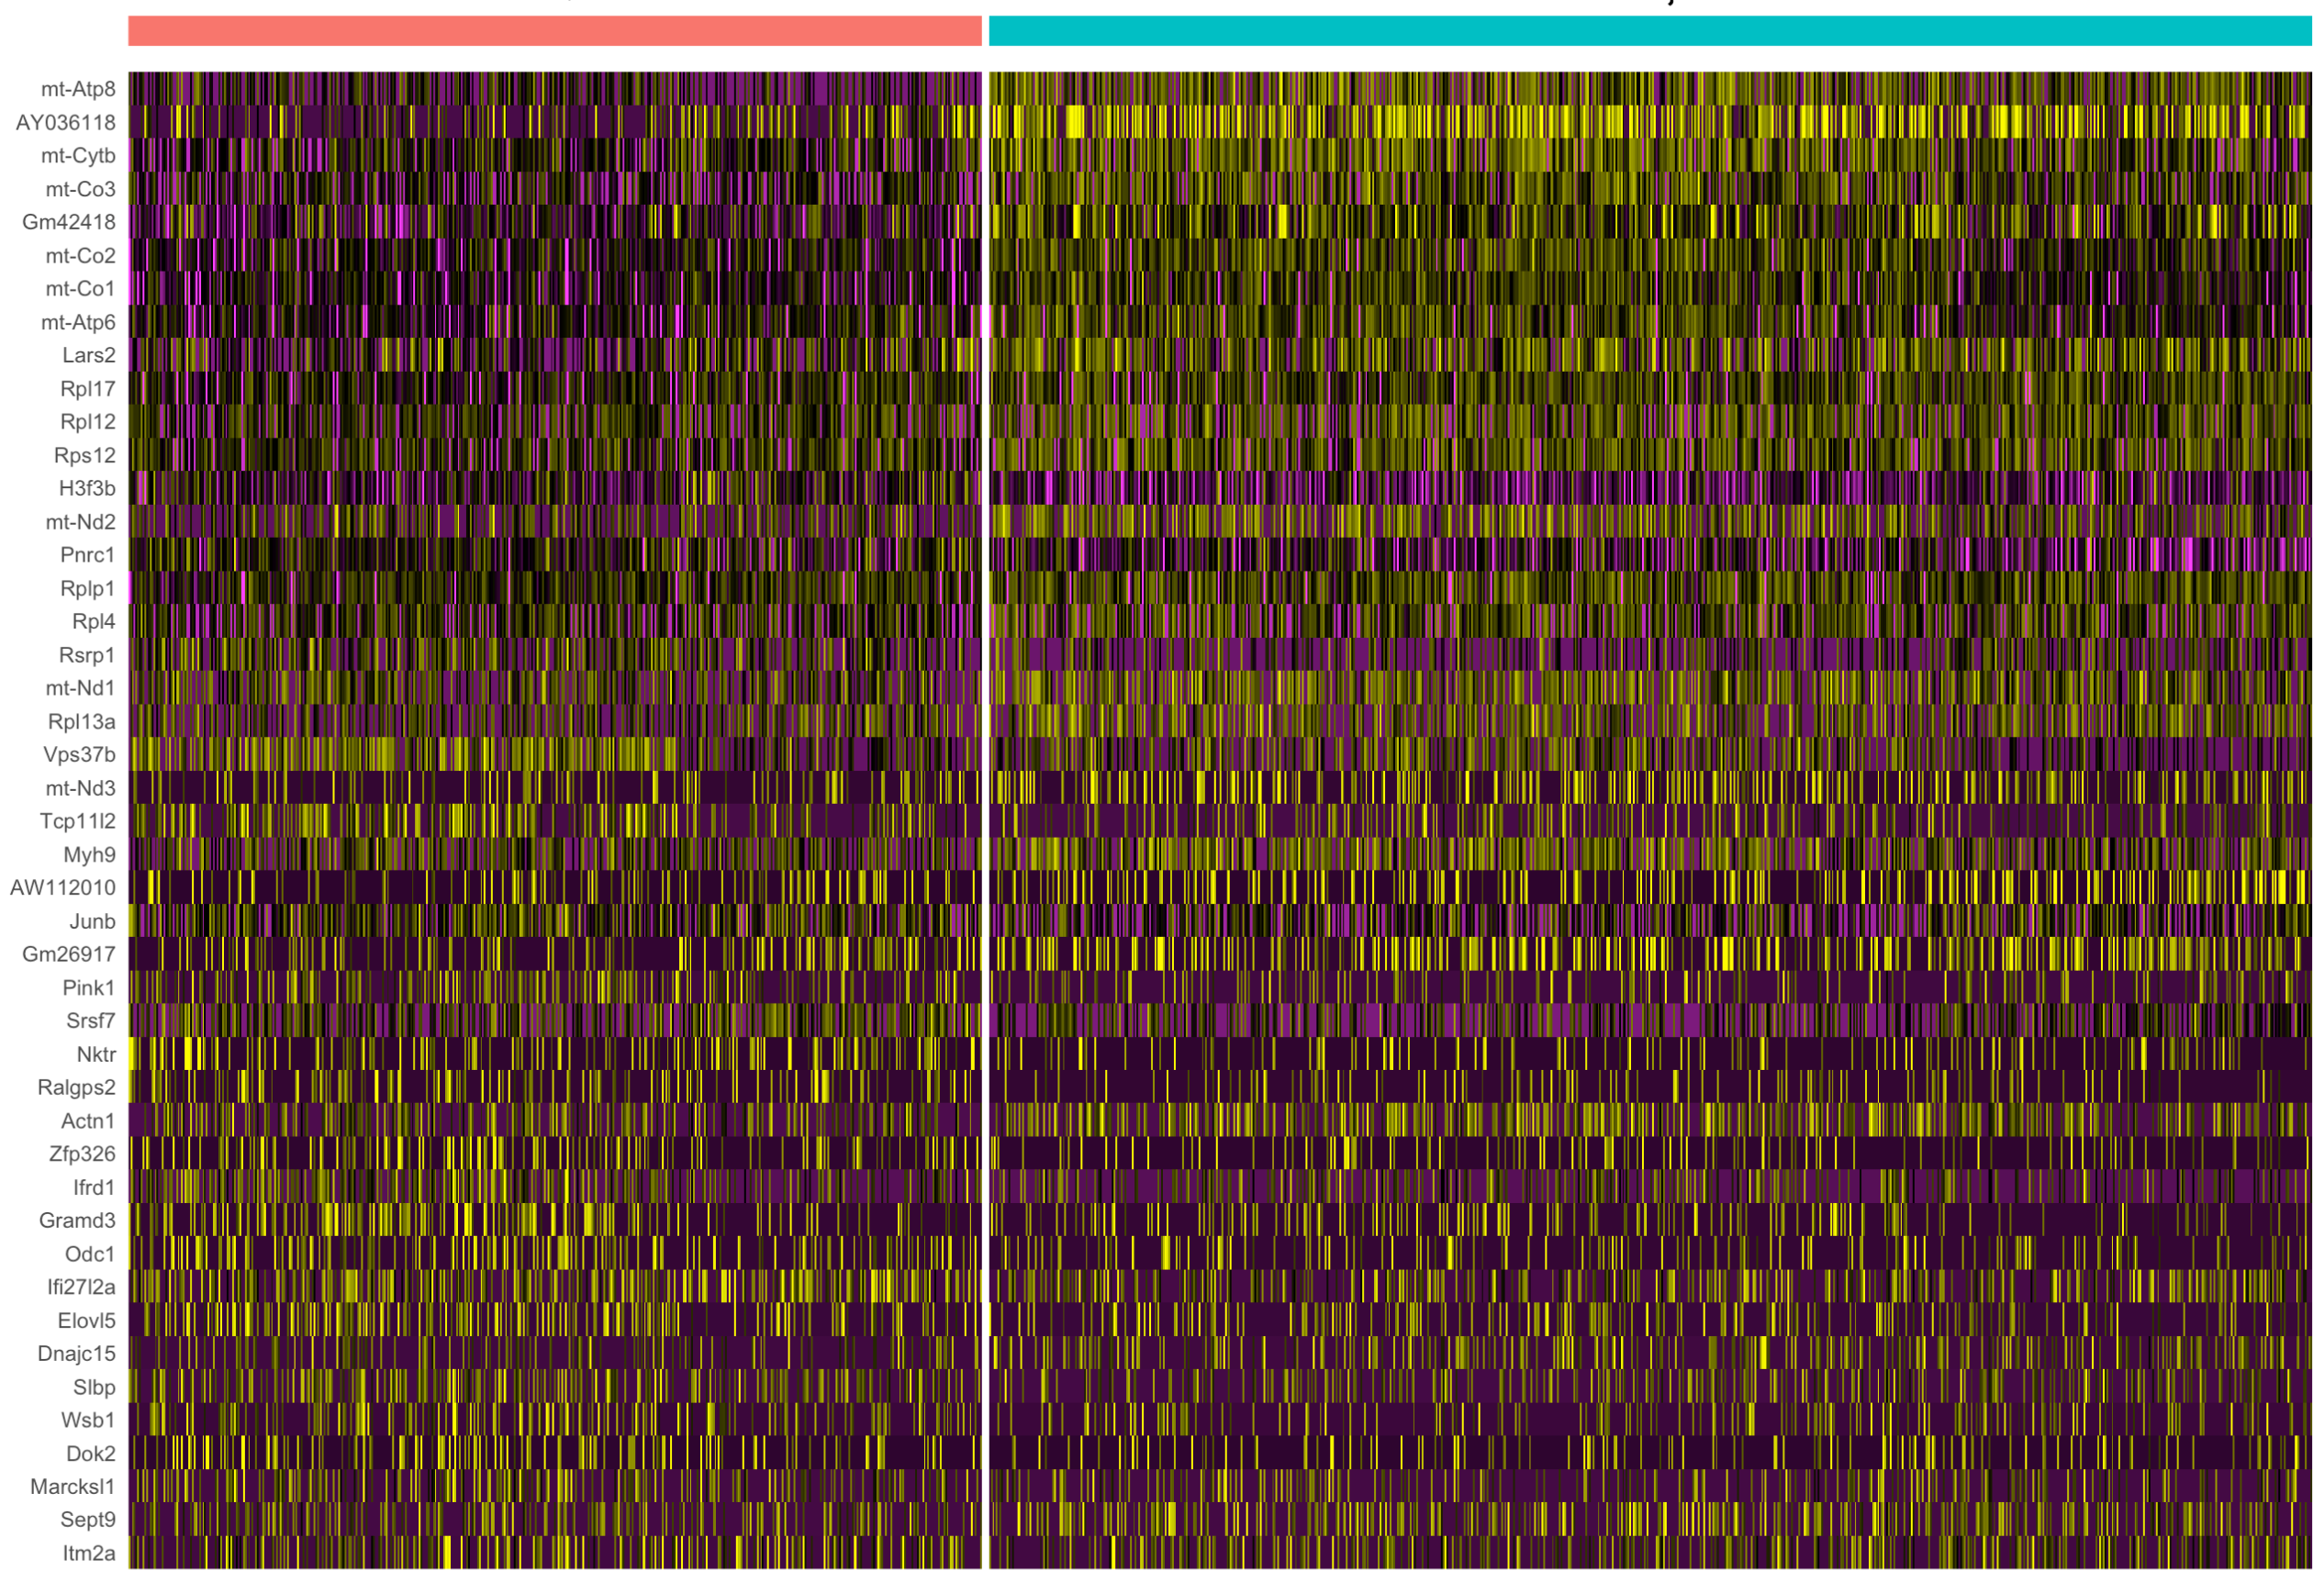 mt-Atp8
AY036118
mt-Cytb
mt-Co3
Gm42418
mt-Co2
mt-Co1
mt-Atp6
Lars2
Rpl17
Rpl12
Rps12
H3f3b
mt-Nd2
Pnrc1
Rplp1
Rpl4
Rsrp1
mt-Nd1
Rpl13a
Vps37b
mt-Nd3
Tcp11l2
Myh9
AW112010
Junb
Gm26917
Pink1
Srsf7
Nktr
Ralgps2
Actn1
Zfp326
Ifrd1
Gramd3
Odc1
Ifi27l2a
Elovl5
Dnajc15
Slbp
Wsb1
Dok2
Marcksl1
Sept9
Itm2a